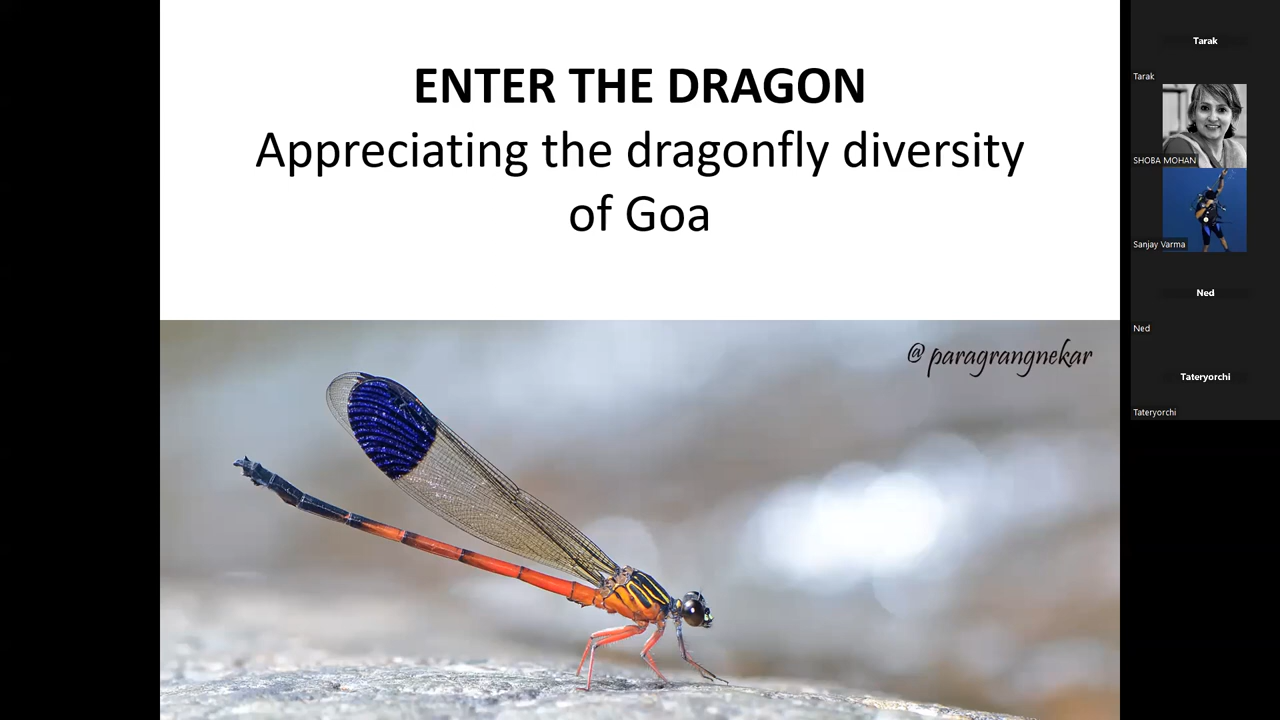 ENTER THE DRAGON
Appreciating the dragonfly diversity
of Goa
@paragrangnekar
Tarak
Tarak
SHOBA MOHAN
Sanjay Varma
Ned
Ned
Tateryorchi
Tateryorchi